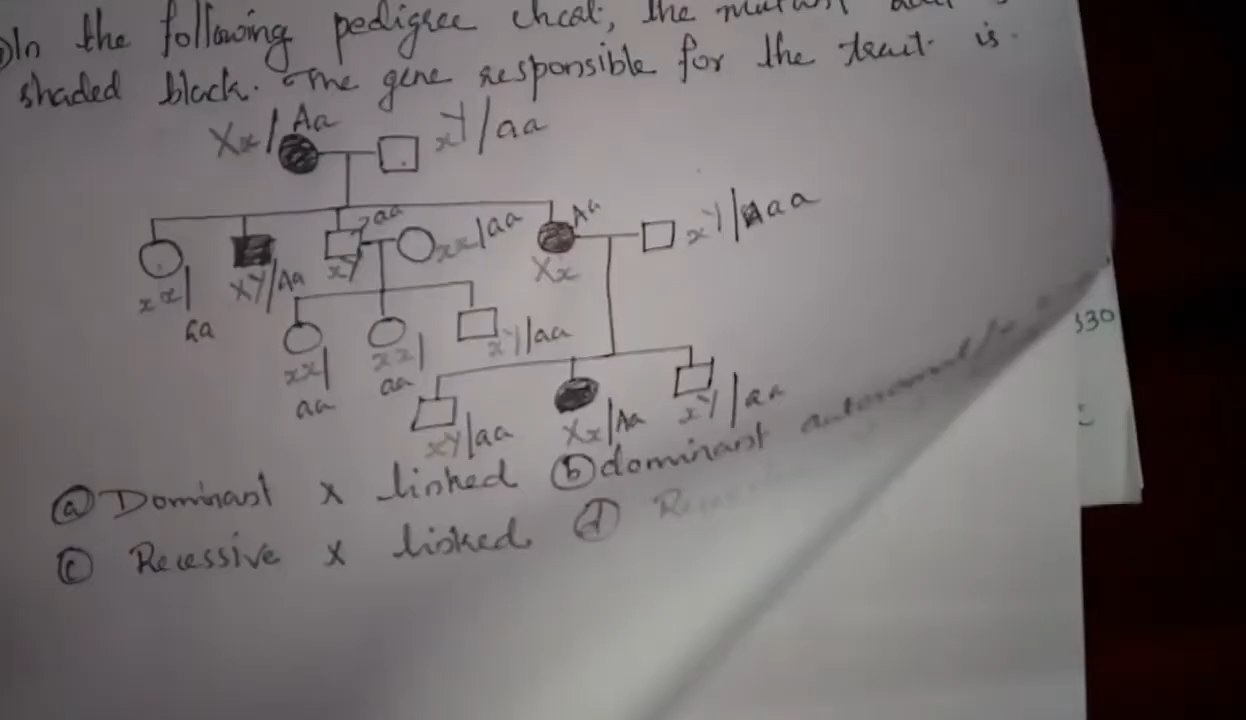 In the following pedigree chcat, the
shaded black. The gene responsible for the trait is.
Xx/Aa xY/aa
aa xx/aa Aa xY/aa
xx/aa XY/Aa xY Xx
xx/aa xx/aa xY/aa
xY/aa Xx/Aa xY/aa
(a) Dominant x linked (b) dominant
(c) Recessive x linked (d)
330